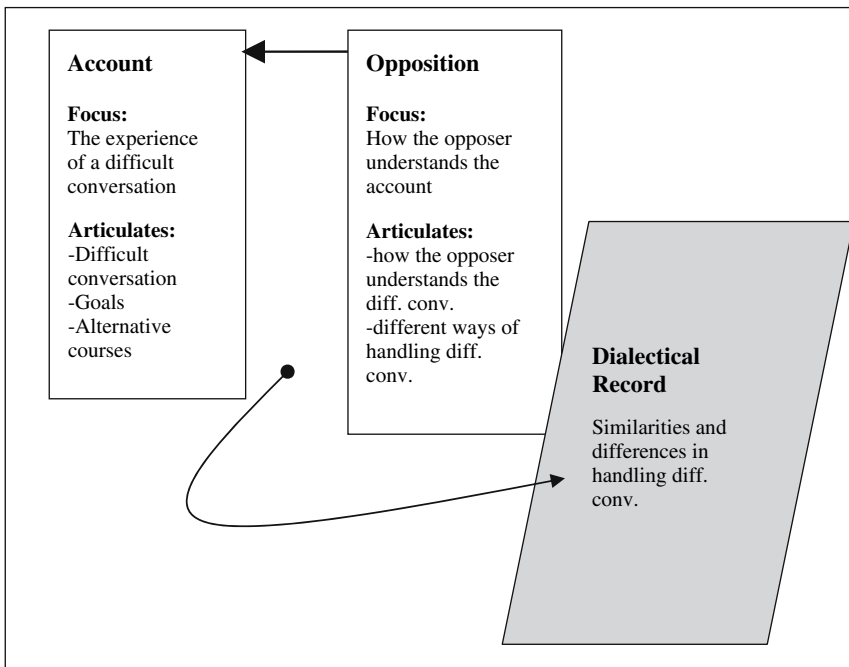 Account
Focus:
The experience
of a difficult
conversation
Articulates:
-Difficult
conversation
-Goals
-Alternative
courses
Opposition
Focus:
How the opposer
understands the
account
Articulates:
-how the opposer
understands the
diff. conv.
-different ways of
handling diff.
conv.
Dialectical
Record
Similarities and
differences in
handling diff.
conv.